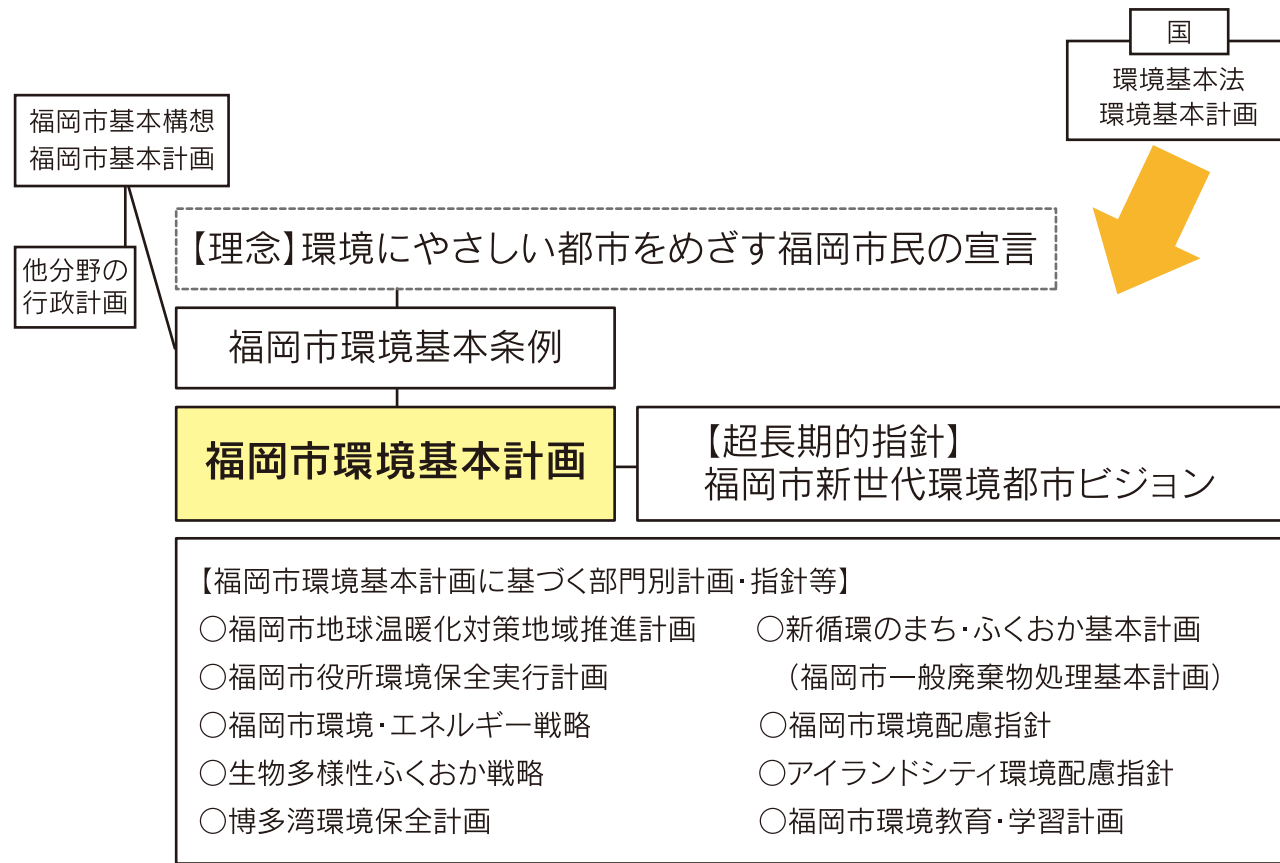 国
環境基本法
環境基本計画
福岡市基本構想
福岡市基本計画
他分野の
行政計画
【理念】環境にやさしい都市をめざす福岡市民の宣言
福岡市環境基本条例
福岡市環境基本計画
【超長期的指針】
福岡市新世代環境都市ビジョン
【福岡市環境基本計画に基づく部門別計画・指針等】
○福岡市地球温暖化対策地域推進計画
○福岡市役所環境保全実行計画
○福岡市環境・エネルギー戦略
○生物多様性ふくおか戦略
○博多湾環境保全計画
○新循環のまち・ふくおか基本計画
（福岡市一般廃棄物処理基本計画）
○福岡市環境配慮指針
○アイランドシティ環境配慮指針
○福岡市環境教育・学習計画